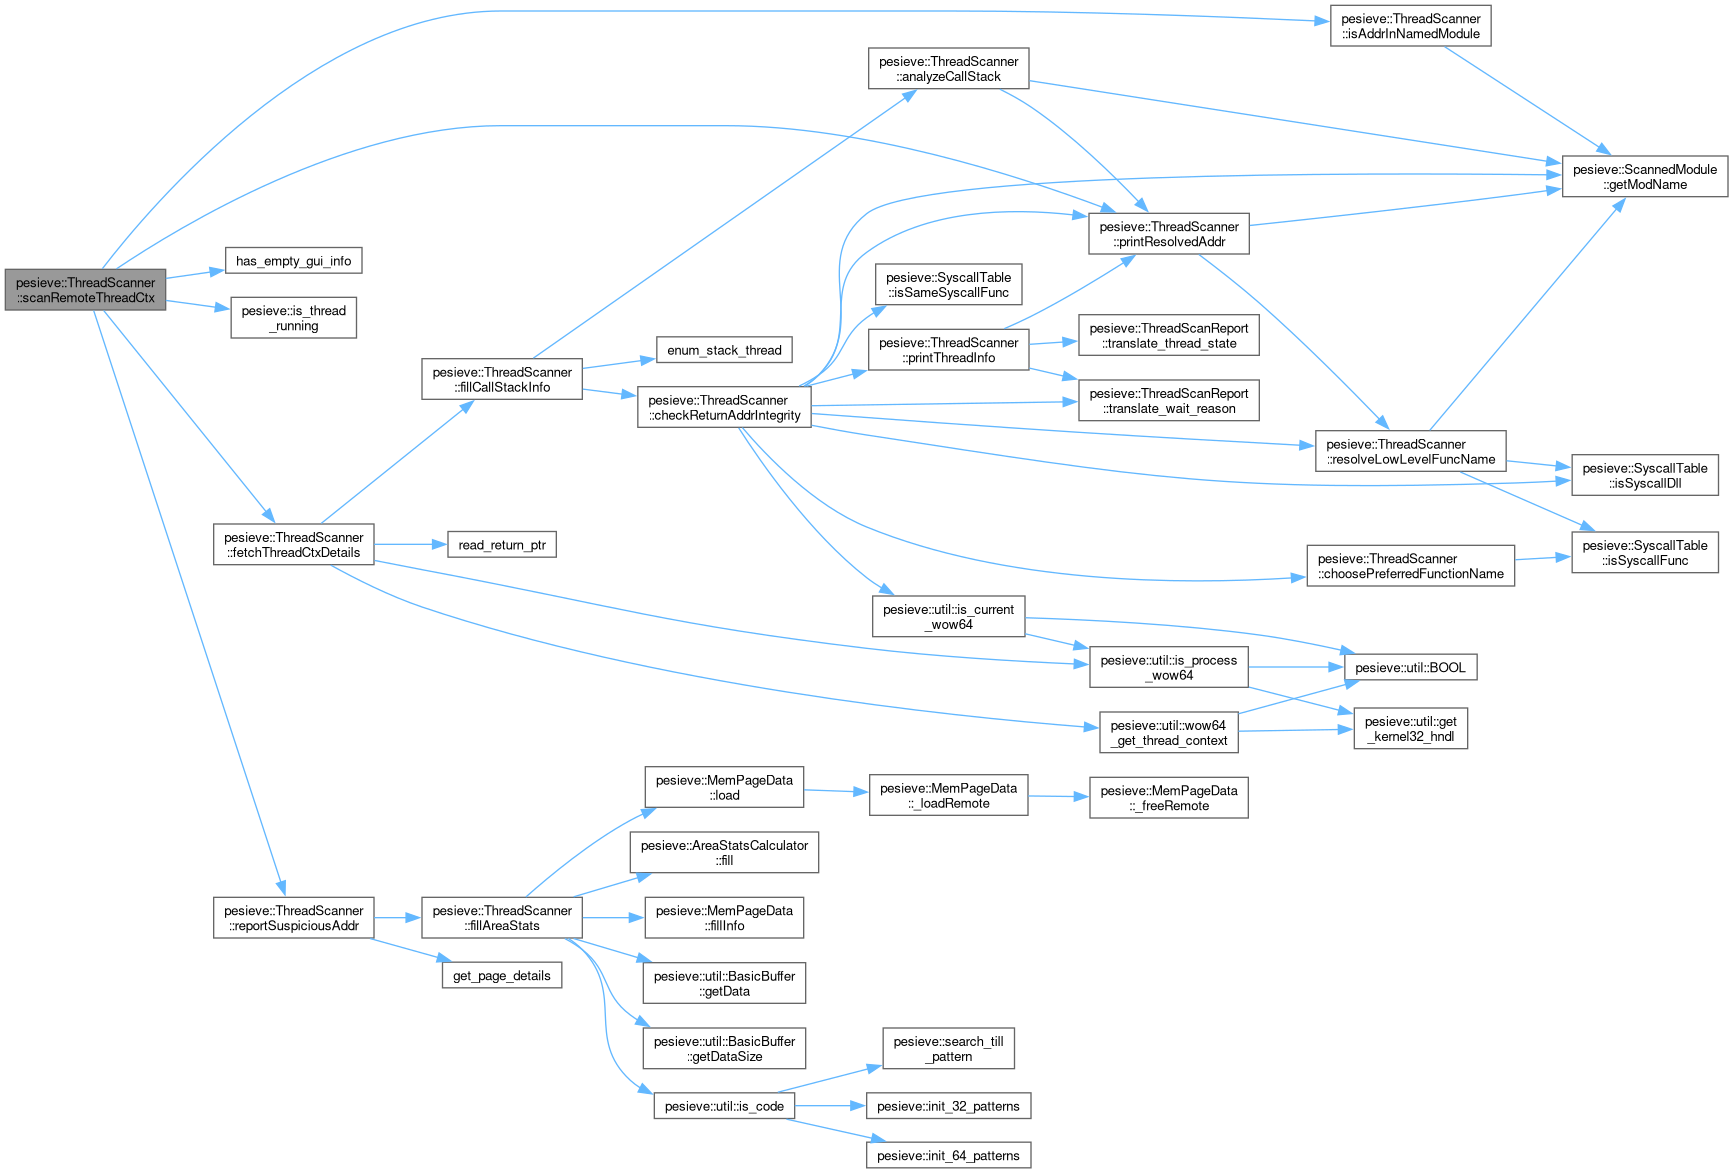 pesieve::ThreadScanner
::scanRemoteThreadCtx
has_empty_gui_info
pesieve::is_thread
_running
pesieve::ThreadScanner
::fetchThreadCtxDetails
pesieve::ThreadScanner
::reportSuspiciousAddr
pesieve::ThreadScanner
::fillCallStackInfo
read_return_ptr
pesieve::ThreadScanner
::fillAreaStats
get_page_details
enum_stack_thread
pesieve::ThreadScanner
::checkReturnAddrIntegrity
pesieve::MemPageData
::load
pesieve::AreaStatsCalculator
::fill
pesieve::MemPageData
::fillInfo
pesieve::util::BasicBuffer
::getData
pesieve::util::BasicBuffer
::getDataSize
pesieve::util::is_code
pesieve::ThreadScanner
::analyzeCallStack
pesieve::SyscallTable
::isSameSyscallFunc
pesieve::ThreadScanner
::printThreadInfo
pesieve::util::is_current
_wow64
pesieve::MemPageData
::_loadRemote
pesieve::search_till
_pattern
pesieve::init_32_patterns
pesieve::init_64_patterns
pesieve::ThreadScanner
::printResolvedAddr
pesieve::ThreadScanReport
::translate_thread_state
pesieve::ThreadScanReport
::translate_wait_reason
pesieve::util::is_process
_wow64
pesieve::util::wow64
_get_thread_context
pesieve::MemPageData
::_freeRemote
pesieve::ThreadScanner
::isAddrInNamedModule
pesieve::ThreadScanner
::resolveLowLevelFuncName
pesieve::ThreadScanner
::choosePreferredFunctionName
pesieve::util::BOOL
pesieve::util::get
_kernel32_hndl
pesieve::ScannedModule
::getModName
pesieve::SyscallTable
::isSyscallDll
pesieve::SyscallTable
::isSyscallFunc